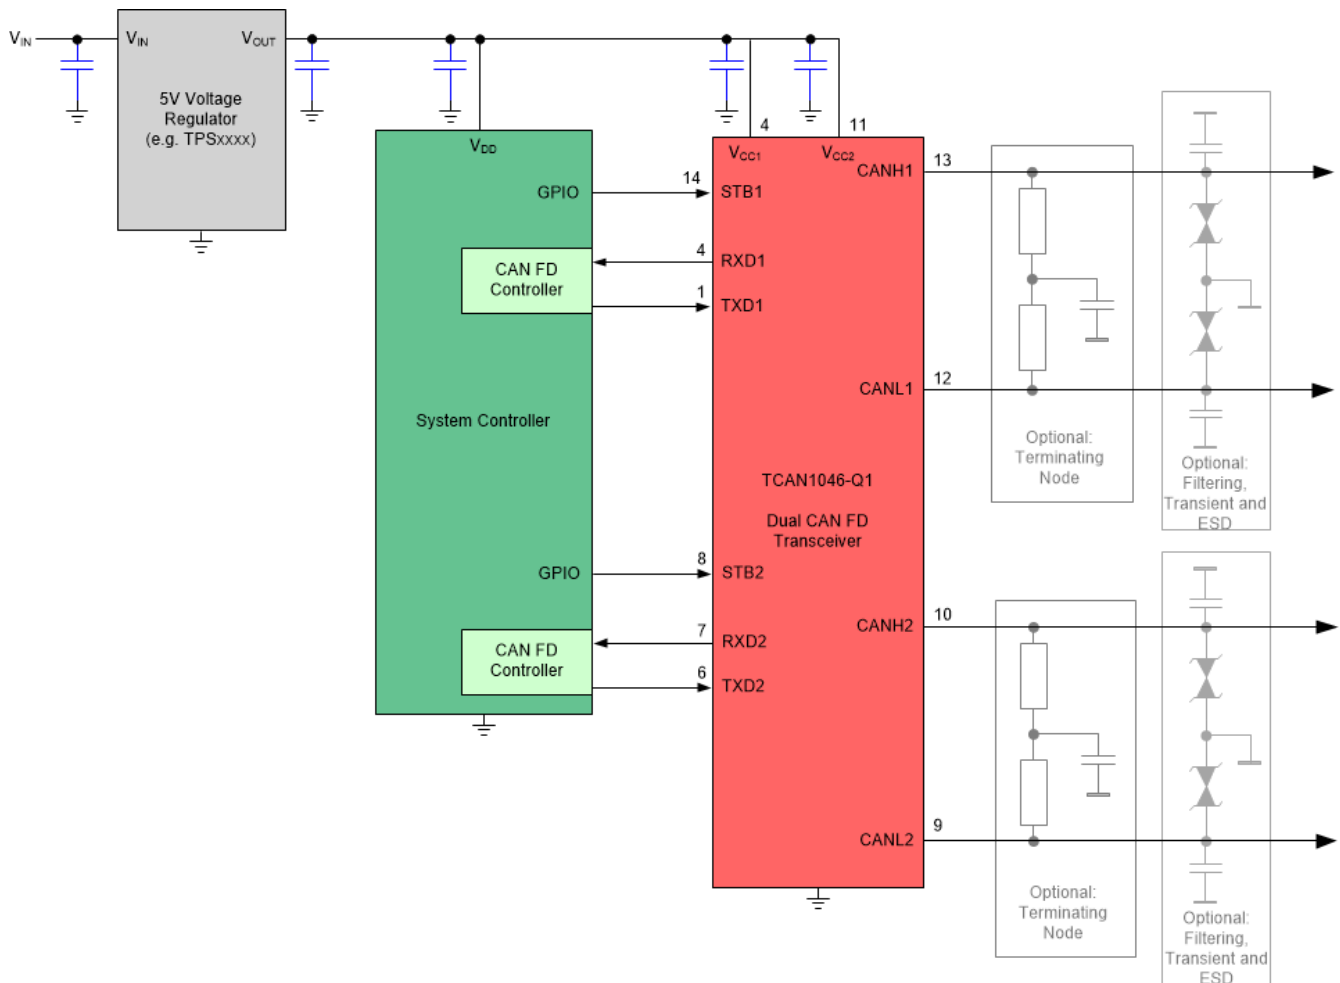 VIN
VIN
VOUT
5V Voltage
Regulator
(e.g. TPSxxxx)
4
11
VDD
VCC1
VCC2
GPIO
14
STB1
CANH1
13
CAN FD
Controller
4
RXD1
1
TXD1
CANL1
12
System Controller
TCAN1046-Q1
Dual CAN FD
Transceiver
Optional:
Terminating
Node
Optional:
Filtering,
Transient and
ESD
GPIO
8
STB2
CANH2
10
CAN FD
Controller
7
RXD2
6
TXD2
CANL2
9
Optional:
Terminating
Node
Optional:
Filtering,
Transient and
ESD